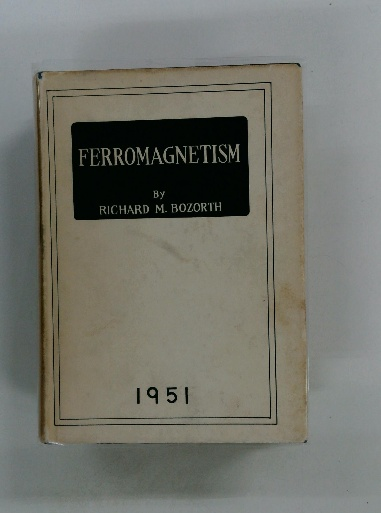 FERROMAGNETISM
By
RICHARD M. BOZORTH
1951